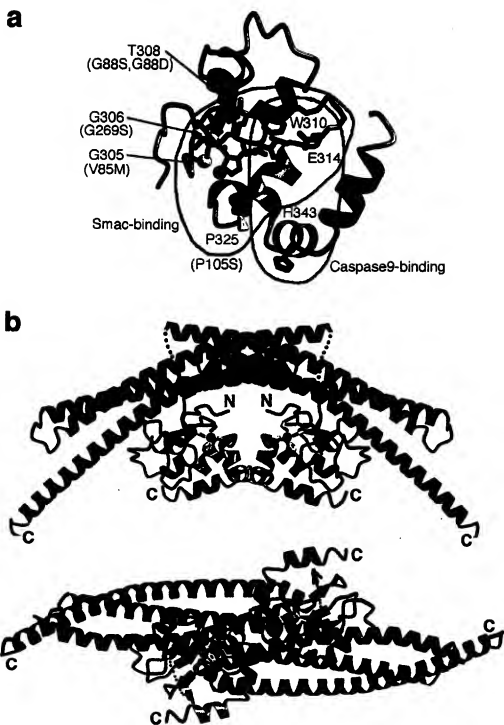 a
T308
(G88S, G88D)
G306
(G269S)
G305
(V85M)
W310
E314
H343
Smac-binding
P325
(P105S)
Caspase9-binding
b
N N
C C
C C
C
C C
C